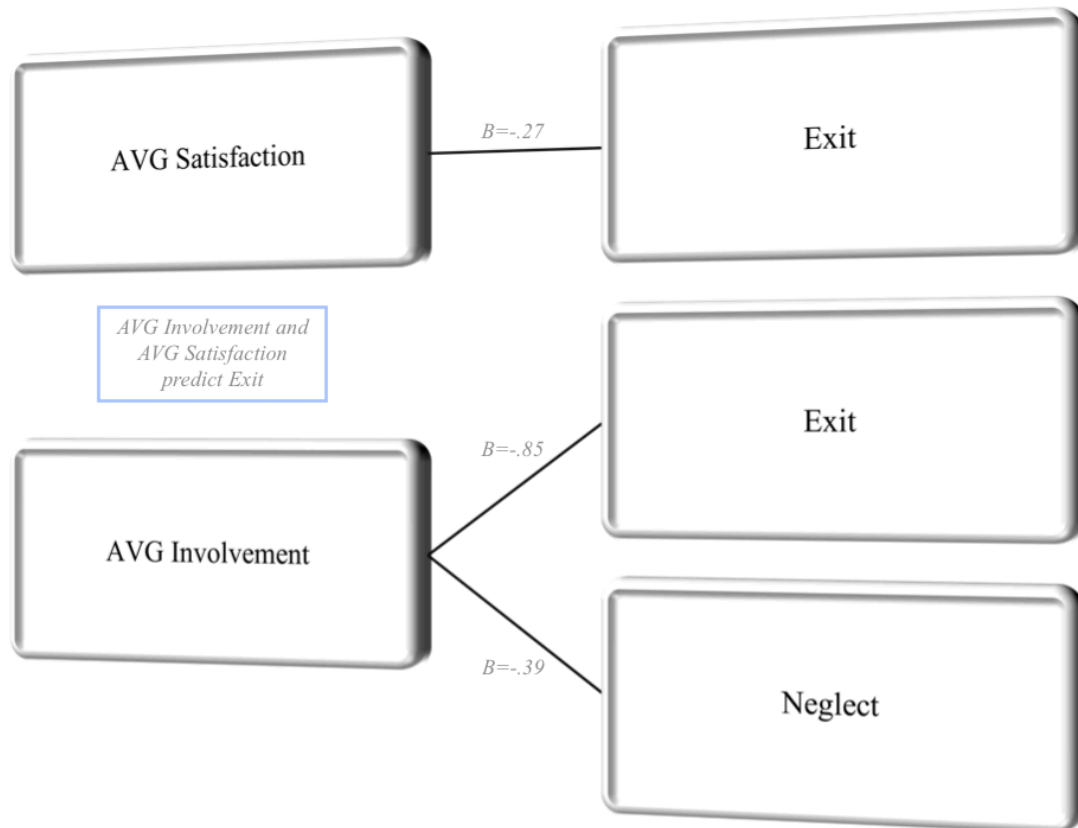 AVG Satisfaction
B=-.27
Exit
AVG Involvement and
AVG Satisfaction
predict Exit
AVG Involvement
B=-.85
Exit
B=-.39
Neglect